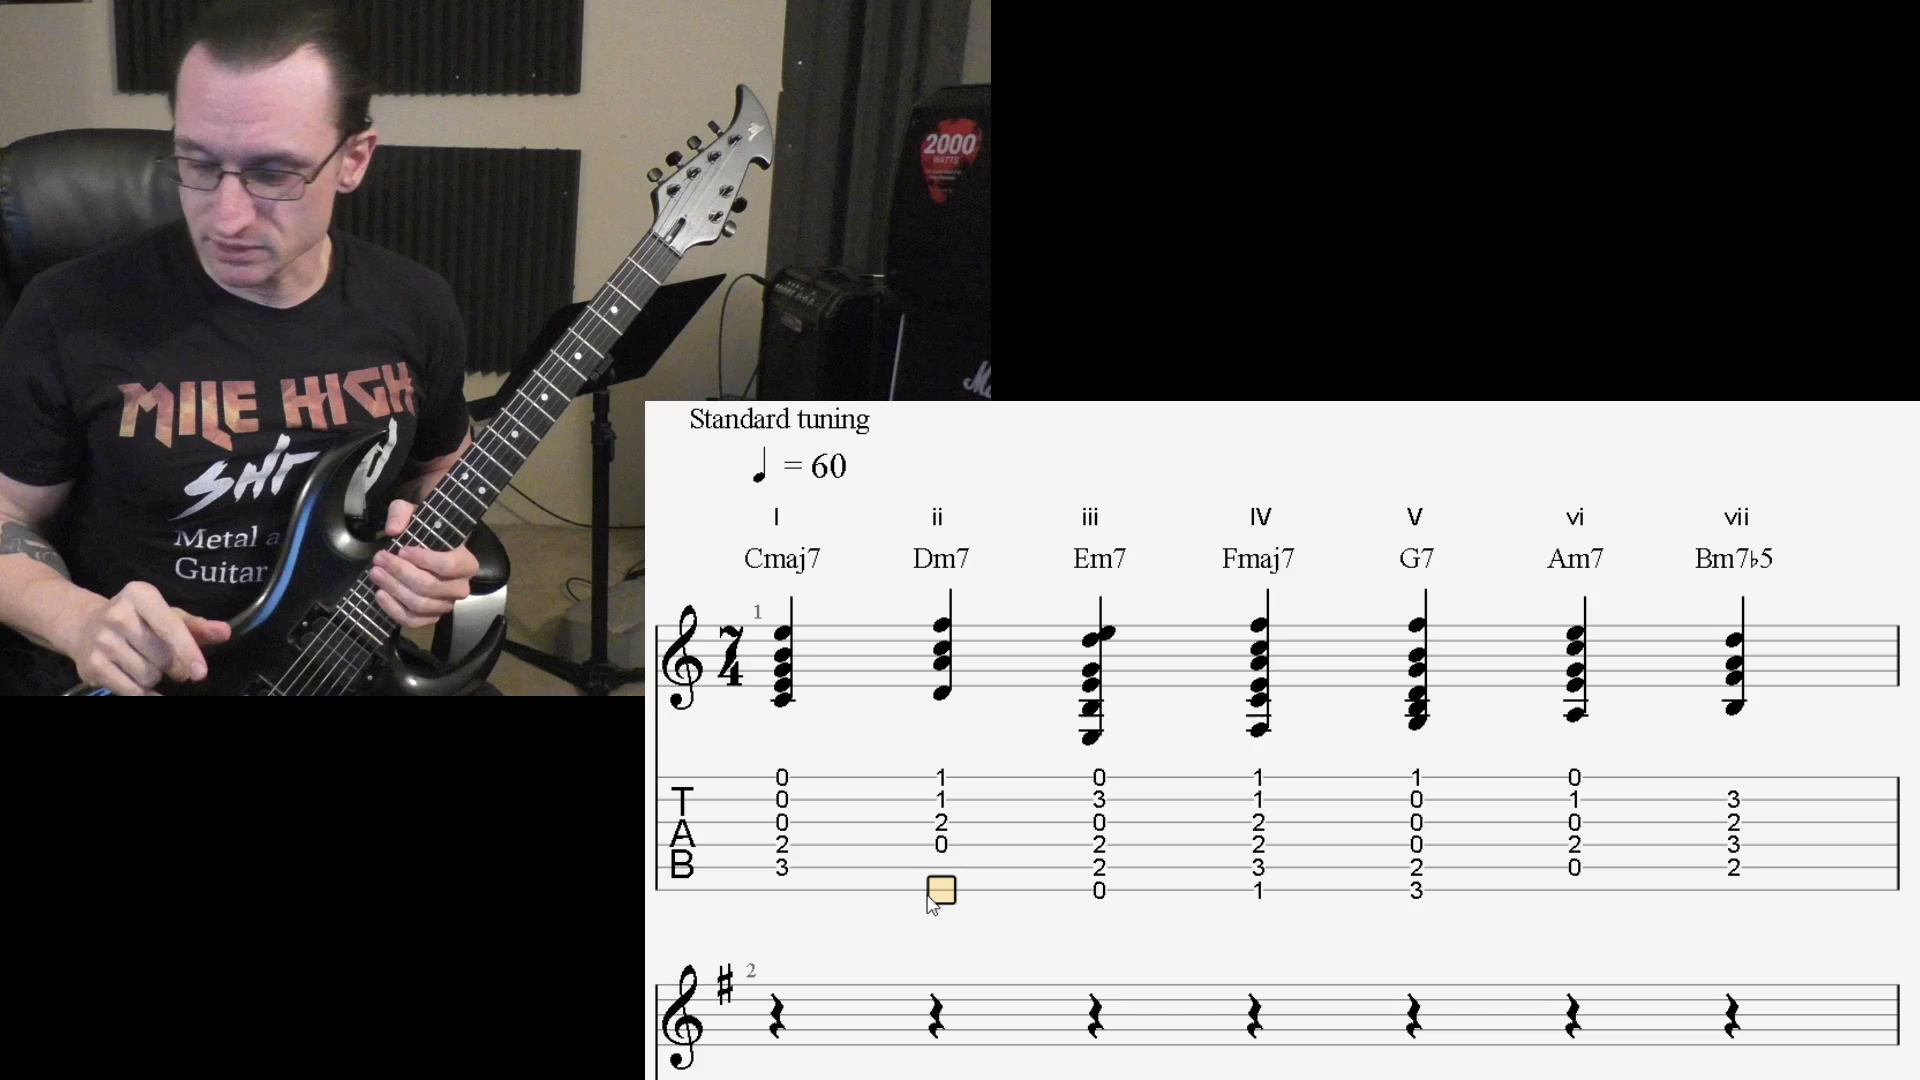 2000
WATTS
MILE HIGH
Metal a
Guitar
Standard tuning
= 60
I ii iii IV V vi vii
Cmaj7 Dm7 Em7 Fmaj7 G7 Am7 Bm7♭5
1
7
4
T
A
B
0 1 0 1 1 0
0 1 3 1 0 1 3
0 2 0 2 0 0 2
2 0 2 2 0 2 3
3 2 3 2 0 2
0 1 3
2